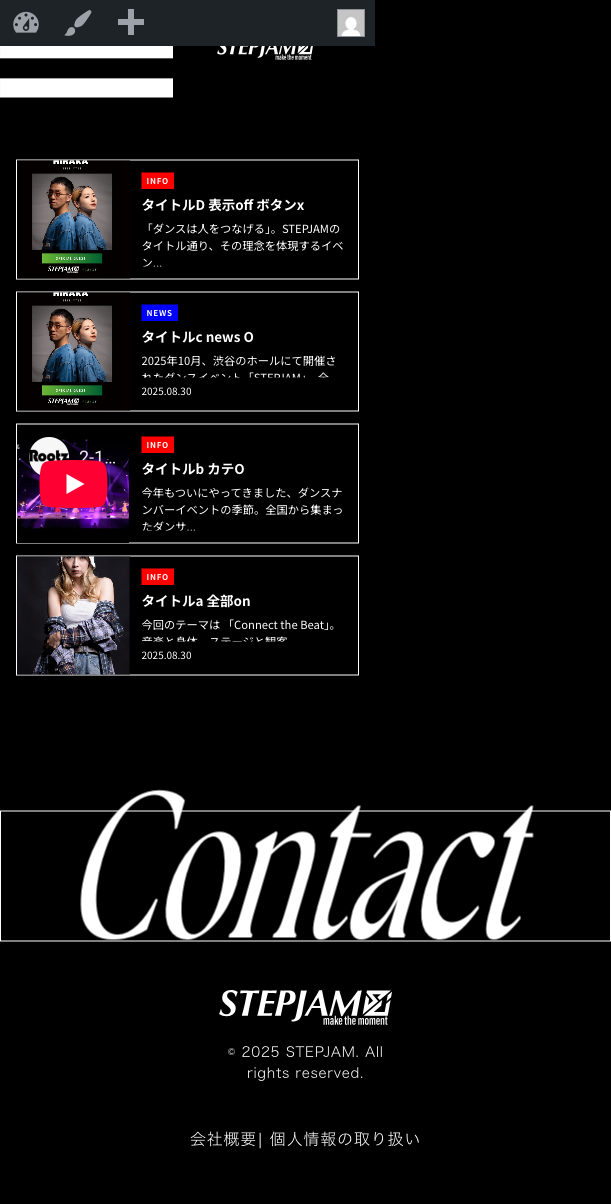 STEPJAM
make the moment
HIRAKA
INFO
タイトルD 表示off ボタンx
「ダンスは人をつなげる」。STEPJAMの
タイトル通り、その理念を体現するイベ
ン...
STEPJAM
NEWS
タイトルc news O
2025年10月、渋谷のホールにて開催さ
れたダンスイベント「STEPJAM」。全
2025.08.30
HIRAKA
STEPJAM
Rootz
2-1...
INFO
タイトルb カテO
今年もついにやってきました、ダンスナ
ンバーイベントの季節。全国から集まっ
たダンサ...
INFO
タイトルa 全部on
今回のテーマは 「Connect the Beat」。
音楽と身体、ステージと観客
2025.08.30
Contact
STEPJAM
make the moment
© 2025 STEPJAM. All
rights reserved.
会社概要| 個人情報の取り扱い